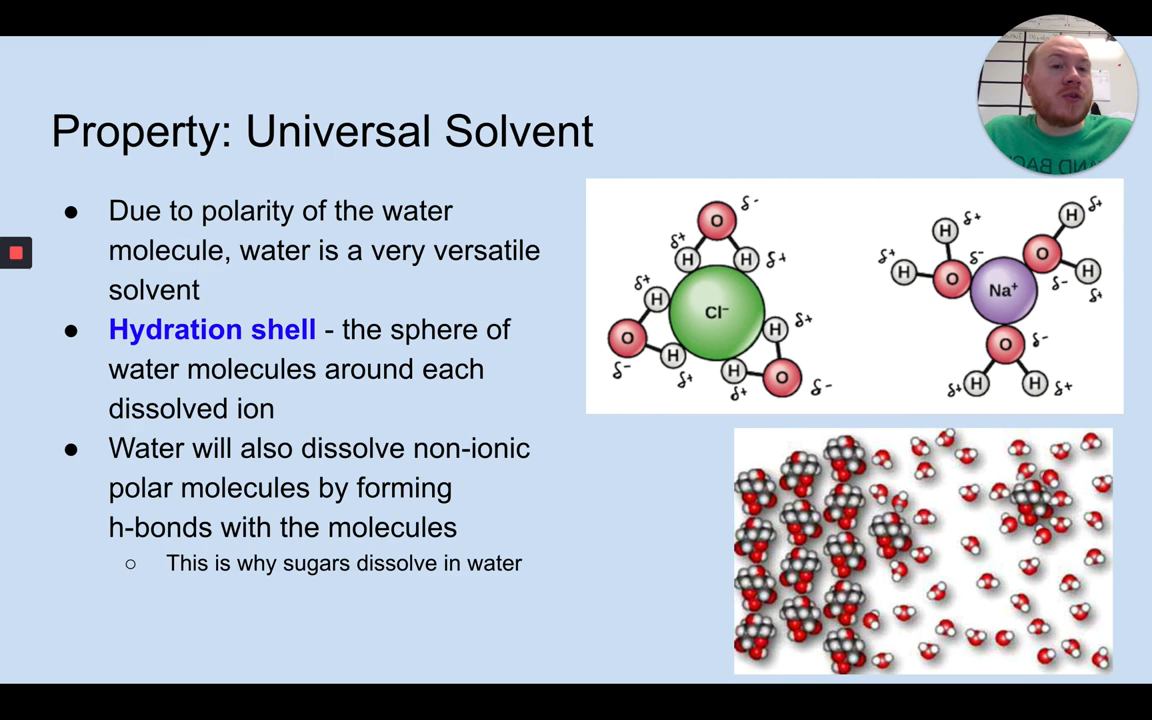 Property: Universal Solvent
● Due to polarity of the water
molecule, water is a very versatile
solvent
● Hydration shell - the sphere of
water molecules around each
dissolved ion
● Water will also dissolve non-ionic
polar molecules by forming
h-bonds with the molecules
○ This is why sugars dissolve in water
O δ-
δ+ H H δ+
Cl⁻
δ+ H
O H
δ- δ+
H δ+
H O δ-
δ+
H δ+
δ+ H O δ-
Na⁺
H δ+
O H
δ- δ+
O δ-
δ+ H H δ+
AND BAC